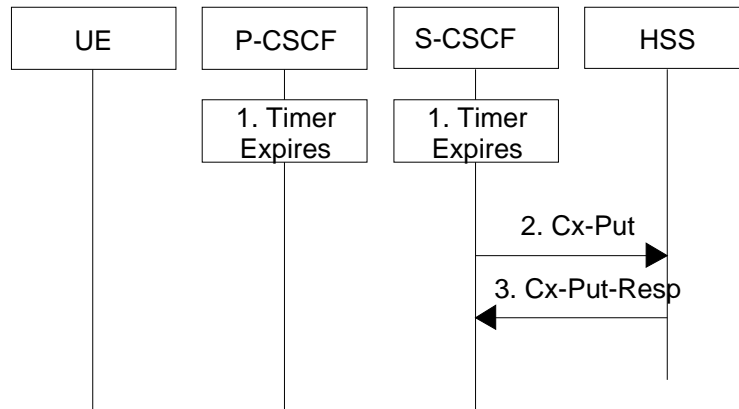 UE
P-CSCF
S-CSCF
HSS
1. Timer
Expires
1. Timer
Expires
2. Cx-Put
3. Cx-Put-Resp